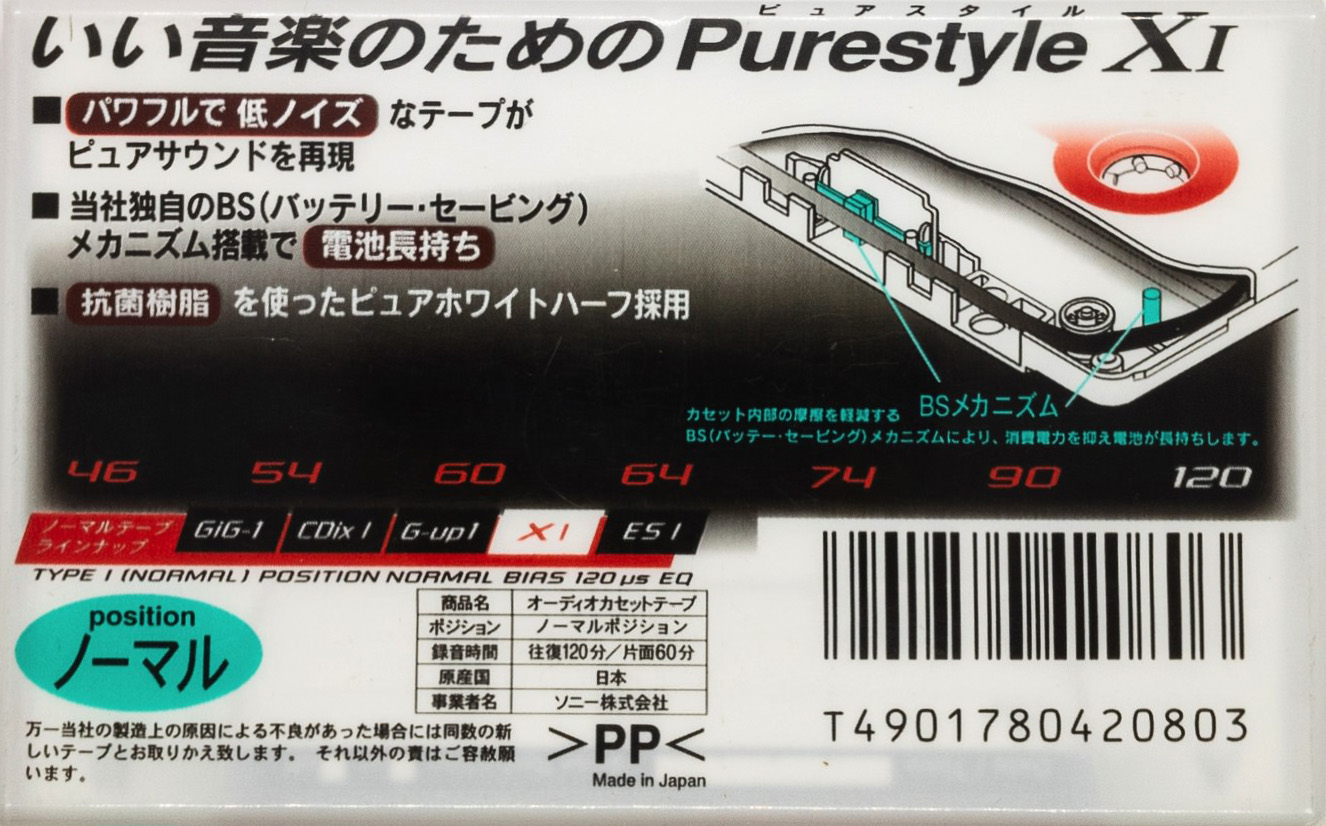 ピュアスタイル
いい音楽のための Purestyle XI
■ パワフルで 低ノイズ なテープが
ピュアサウンドを再現
■ 当社独自のBS(バッテリー・セービング)
メカニズム搭載で 電池長持ち
■ 抗菌樹脂 を使ったピュアホワイトハーフ採用
BSメカニズム
カセット内部の摩擦を軽減する
BS(バッテー・セービング)メカニズムにより、消費電力を抑え電池が長持ちします。
46 54 60 64 74 90 120
ノーマルテープ
ラインナップ
GiG-1 CDix I G-up1 X I ES I
TYPE I (NORMAL) POSITION NORMAL BIAS 120 μs EQ
position
ノーマル
商品名 オーディオカセットテープ
ポジション ノーマルポジション
録音時間 往復120分/片面60分
原産国 日本
事業者名 ソニー株式会社
万一当社の製造上の原因による不良があった場合には同数の新
しいテープとお取りかえ致します。 それ以外の責はご容赦願
います。
>PP<
Made in Japan
T4901780420803